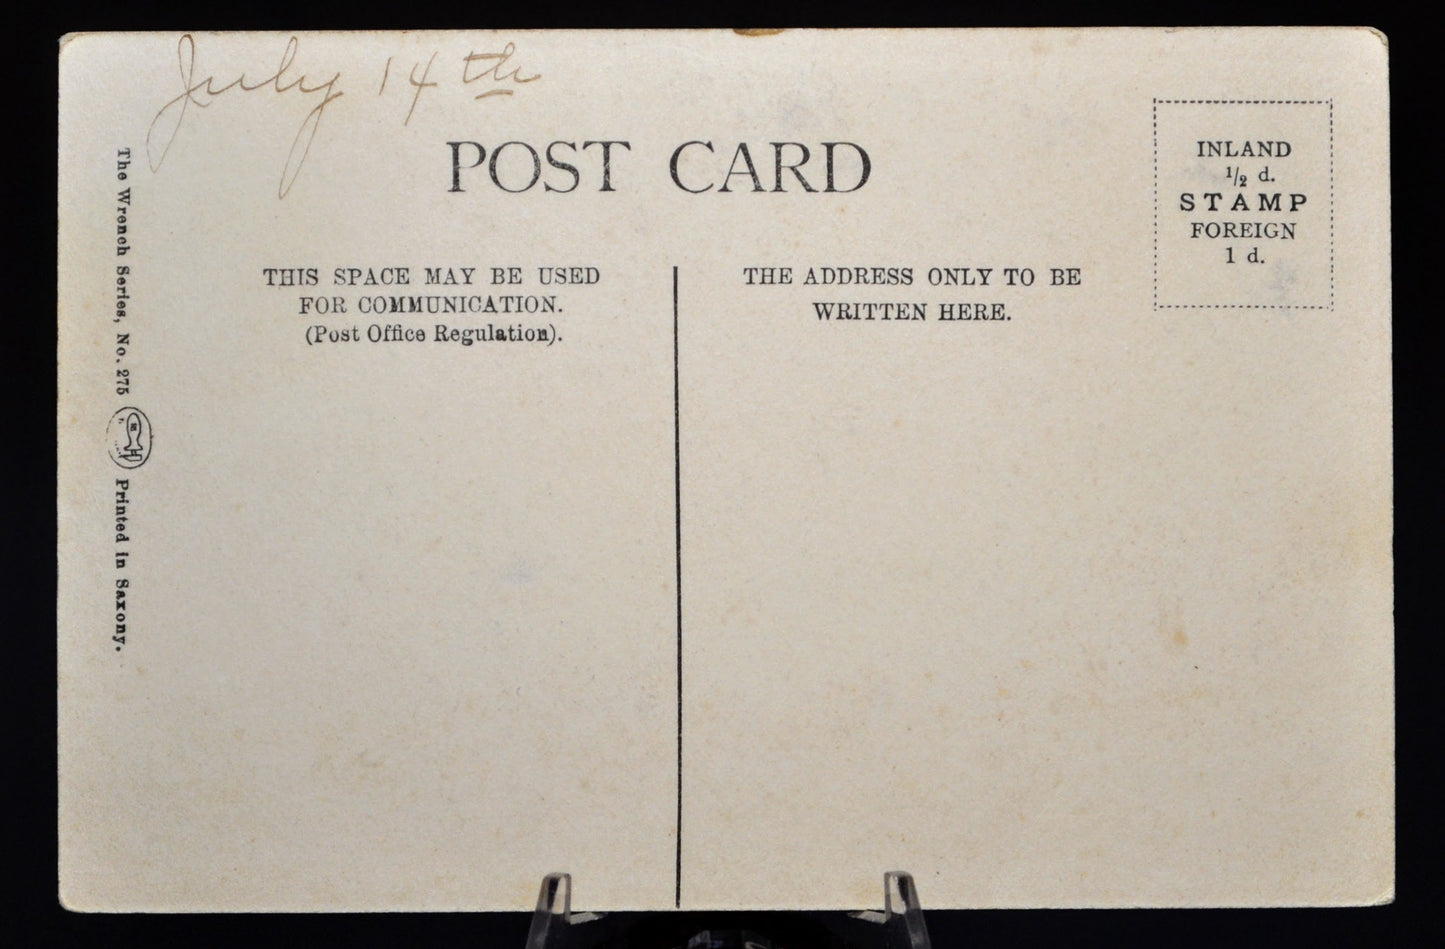 July 14th
POST CARD
INLAND
1/2 d.
STAMP
FOREIGN
1 d.
The Wrench Series, No. 275
Printed in Saxony.
THIS SPACE MAY BE USED
FOR COMMUNICATION.
(Post Office Regulation).
THE ADDRESS ONLY TO BE
WRITTEN HERE.